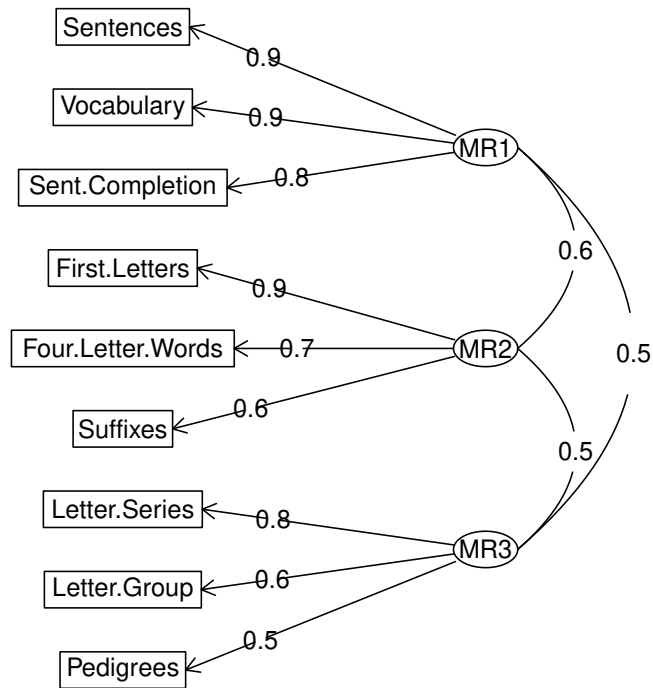 Sentences
0.9
Vocabulary
0.9
MR1
Sent.Completion
0.8
0.6
First.Letters
0.9
Four.Letter.Words
0.7
MR2
0.5
Suffixes
0.6
0.5
Letter.Series
0.8
MR3
Letter.Group
0.6
Pedigrees
0.5